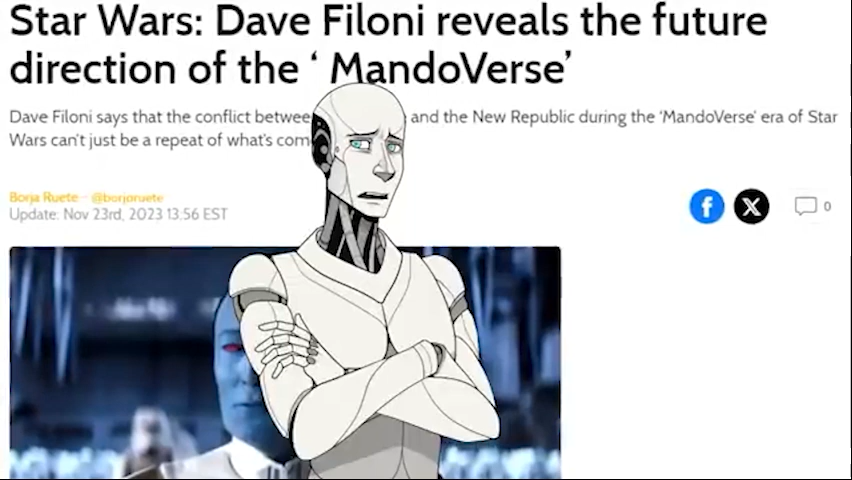 Star Wars: Dave Filoni reveals the future
direction of the ‘ MandoVerse’
Dave Filoni says that the conflict and the New Republic during the ‘MandoVerse’ era of Star
Wars can't just be a repeat of what's
Borja Ruete - @borjaruete
Update: Nov 23rd, 2023 13:56 EST
f X 0